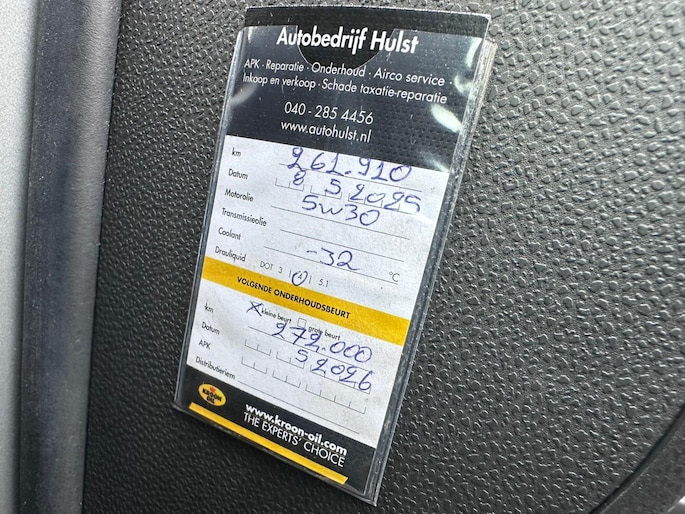 Autobedrijf Hulst
APK · Reparatie · Onderhoud · Airco service
Inkoop en verkoop · Schade taxatie-reparatie
040 - 285 4456
www.autohulst.nl
km 261.910
Datum 8 5 2025
Motorolie 5w30
Transmissieolie
Coolant -32 °C
Drauliquid DOT 3 | 4 | 5.1
VOLGENDE ONDERHOUDSBEURT
X kleine beurt grote beurt
km 272.000
Datum 5 2026
APK
Distributieriem
KROON OIL
www.kroon-oil.com
THE EXPERTS' CHOICE